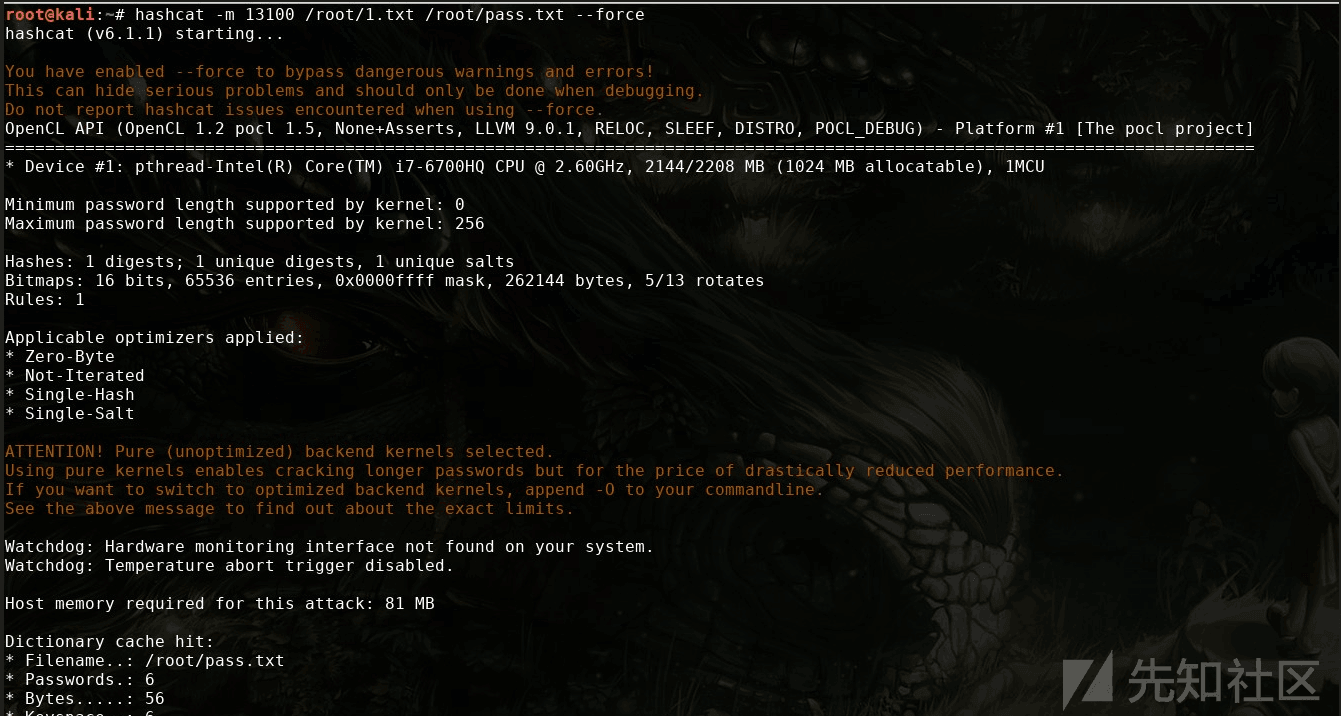 root@kali:~# hashcat -m 13100 /root/1.txt /root/pass.txt --force
hashcat (v6.1.1) starting...
You have enabled --force to bypass dangerous warnings and errors!
This can hide serious problems and should only be done when debugging.
Do not report hashcat issues encountered when using --force.
OpenCL API (OpenCL 1.2 pocl 1.5, None+Asserts, LLVM 9.0.1, RELOC, SLEEF, DISTRO, POCL_DEBUG) - Platform #1 [The pocl project]
=============================================================================================================================
* Device #1: pthread-Intel(R) Core(TM) i7-6700HQ CPU @ 2.60GHz, 2144/2208 MB (1024 MB allocatable), 1MCU
Minimum password length supported by kernel: 0
Maximum password length supported by kernel: 256
Hashes: 1 digests; 1 unique digests, 1 unique salts
Bitmaps: 16 bits, 65536 entries, 0x0000ffff mask, 262144 bytes, 5/13 rotates
Rules: 1
Applicable optimizers applied:
* Zero-Byte
* Not-Iterated
* Single-Hash
* Single-Salt
ATTENTION! Pure (unoptimized) backend kernels selected.
Using pure kernels enables cracking longer passwords but for the price of drastically reduced performance.
If you want to switch to optimized backend kernels, append -O to your commandline.
See the above message to find out about the exact limits.
Watchdog: Hardware monitoring interface not found on your system.
Watchdog: Temperature abort trigger disabled.
Host memory required for this attack: 81 MB
Dictionary cache hit:
* Filename..: /root/pass.txt
* Passwords.: 6
* Bytes.....: 56
* Keyspace..: 6
先知社区